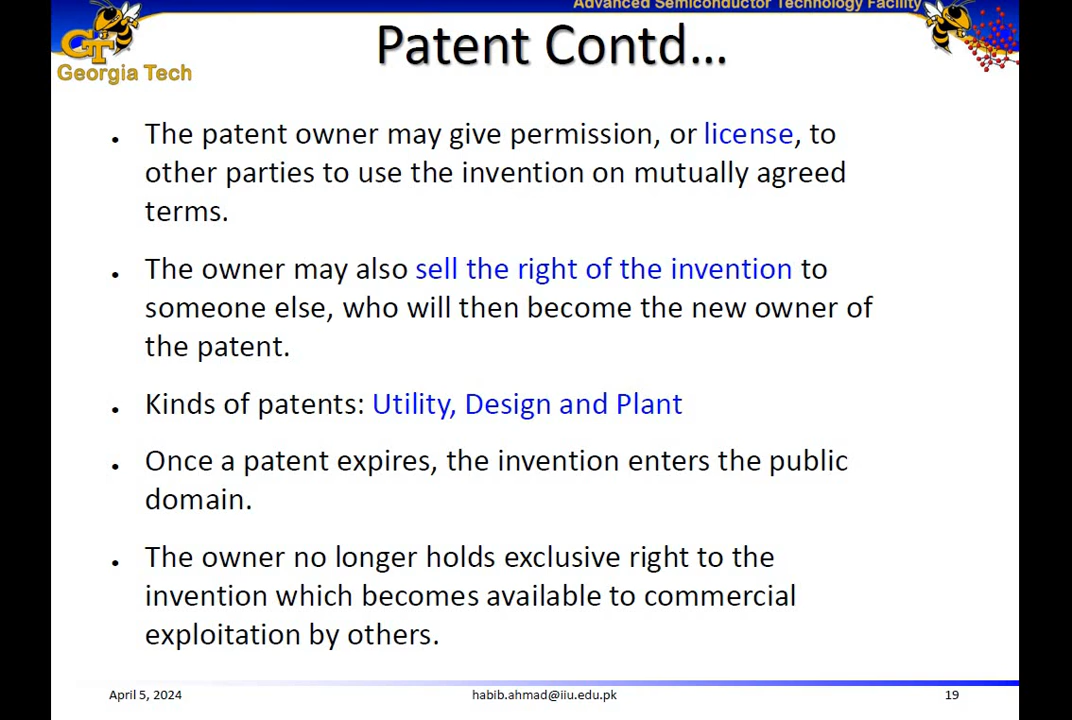 Advanced Semiconductor Technology Facility
GT
Georgia Tech
Patent Contd...
• The patent owner may give permission, or license, to
other parties to use the invention on mutually agreed
terms.
• The owner may also sell the right of the invention to
someone else, who will then become the new owner of
the patent.
• Kinds of patents: Utility, Design and Plant
• Once a patent expires, the invention enters the public
domain.
• The owner no longer holds exclusive right to the
invention which becomes available to commercial
exploitation by others.
April 5, 2024 habib.ahmad@iiu.edu.pk 19